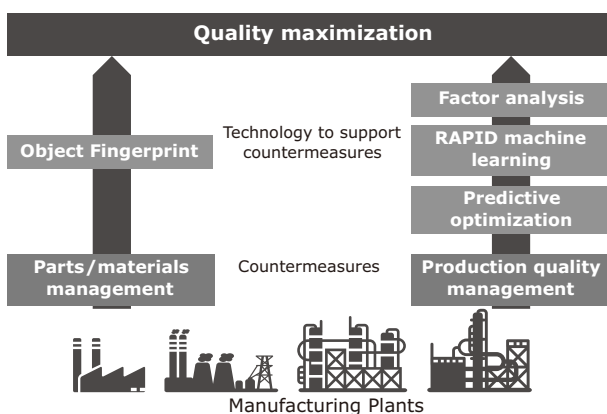 Quality maximization
Factor analysis
Object Fingerprint
Technology to support
countermeasures
RAPID machine
learning
Predictive
optimization
Parts/materials
management
Countermeasures
Production quality
management
Manufacturing Plants